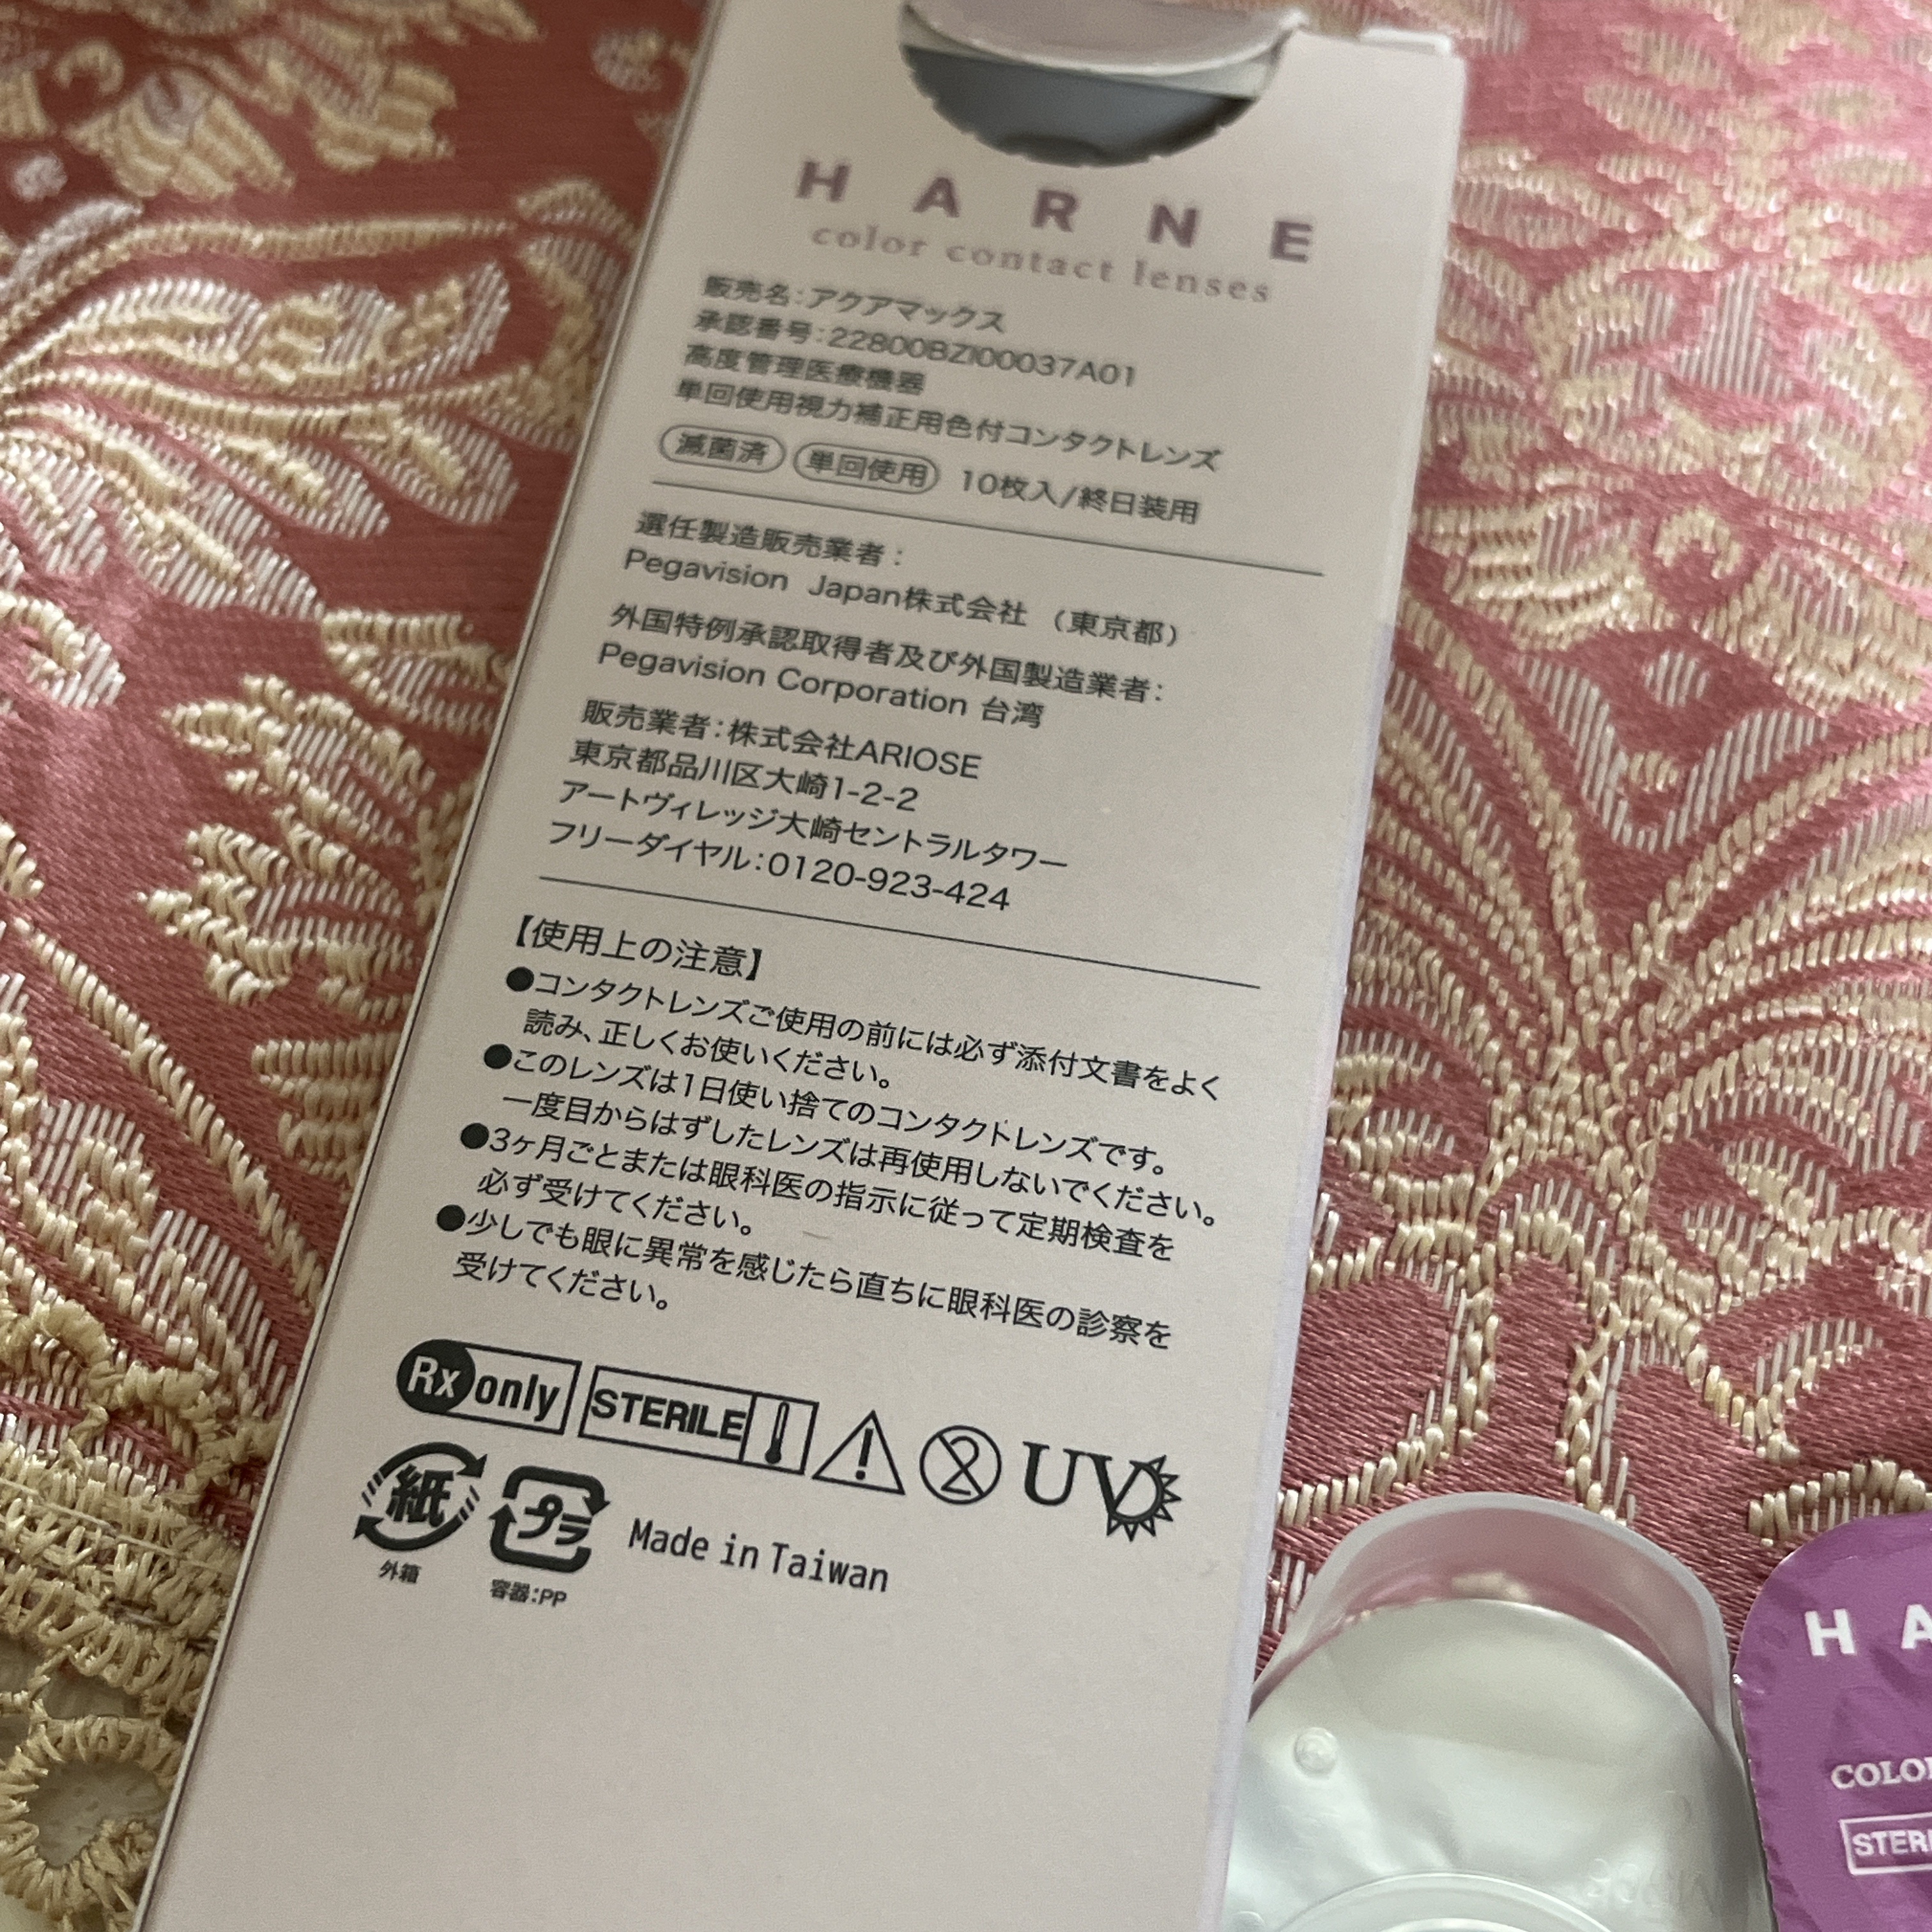 HARNE
color contact lenses
販売名:アクアマックス
承認番号:22800BZI00037A01
高度管理医療機器
単回使用視力補正用色付コンタクトレンズ
滅菌済 単回使用 10枚入/終日装用
選任製造販売業者:
Pegavision Japan株式会社 (東京都)
外国特例承認取得者及び外国製造業者:
Pegavision Corporation 台湾
販売業者:株式会社ARIOSE
東京都品川区大崎1-2-2
アートヴィレッジ大崎セントラルタワー
フリーダイヤル:0120-923-424
【使用上の注意】
●コンタクトレンズご使用の前には必ず添付文書をよく
読み、正しくお使いください。
●このレンズは1日使い捨てのコンタクトレンズです。
一度目からはずしたレンズは再使用しないでください。
●3ヶ月ごとまたは眼科医の指示に従って定期検査を
必ず受けてください。
●少しでも眼に異常を感じたら直ちに眼科医の診察を
受けてください。
Rx only STERILE 2 UV
紙 プラ Made in Taiwan
外箱 容器:PP
H A
COLO
STER